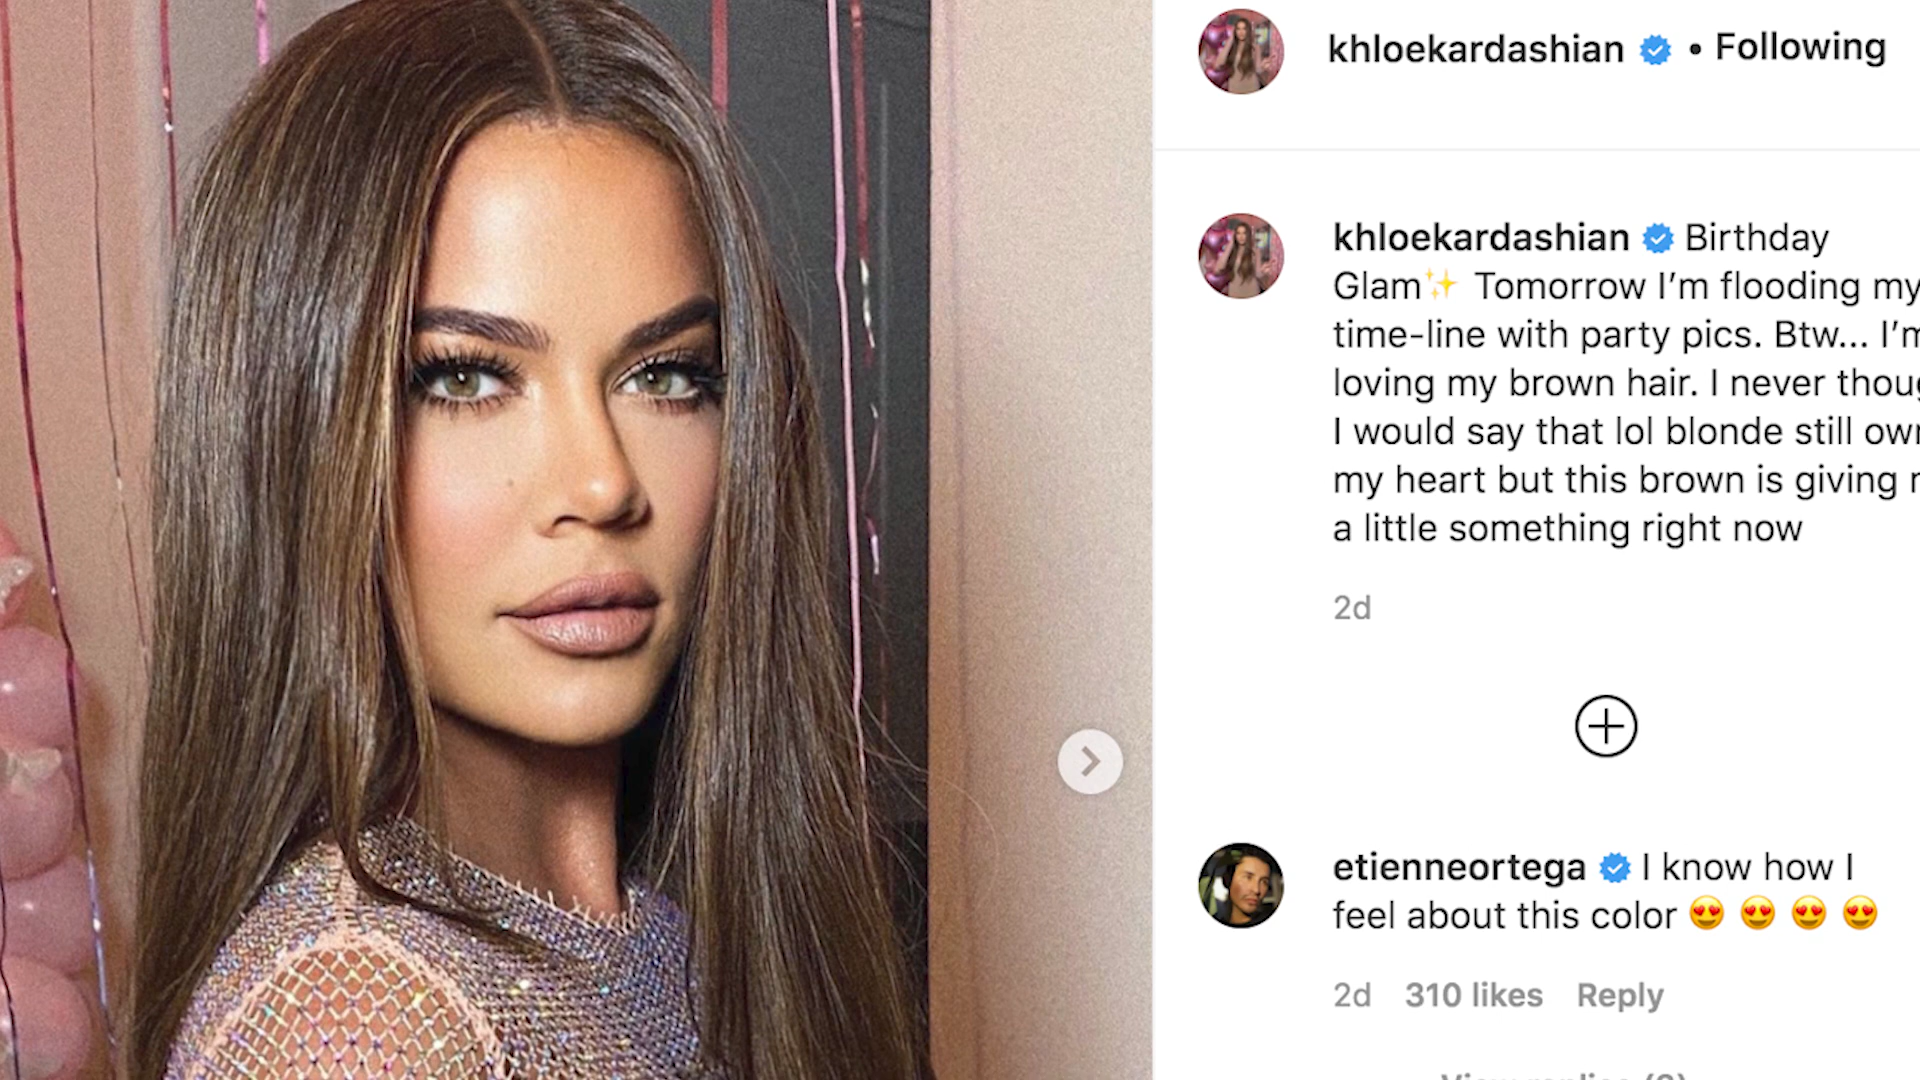 khloekardashian • Following
khloekardashian Birthday
Glam✨ Tomorrow I’m flooding my
time-line with party pics. Btw... I’m
loving my brown hair. I never
I would say that lol blonde still
my heart but this brown is giving
a little something right now
2d
etienneortega I know how I
feel about this color 😍 😍 😍 😍
2d 310 likes Reply